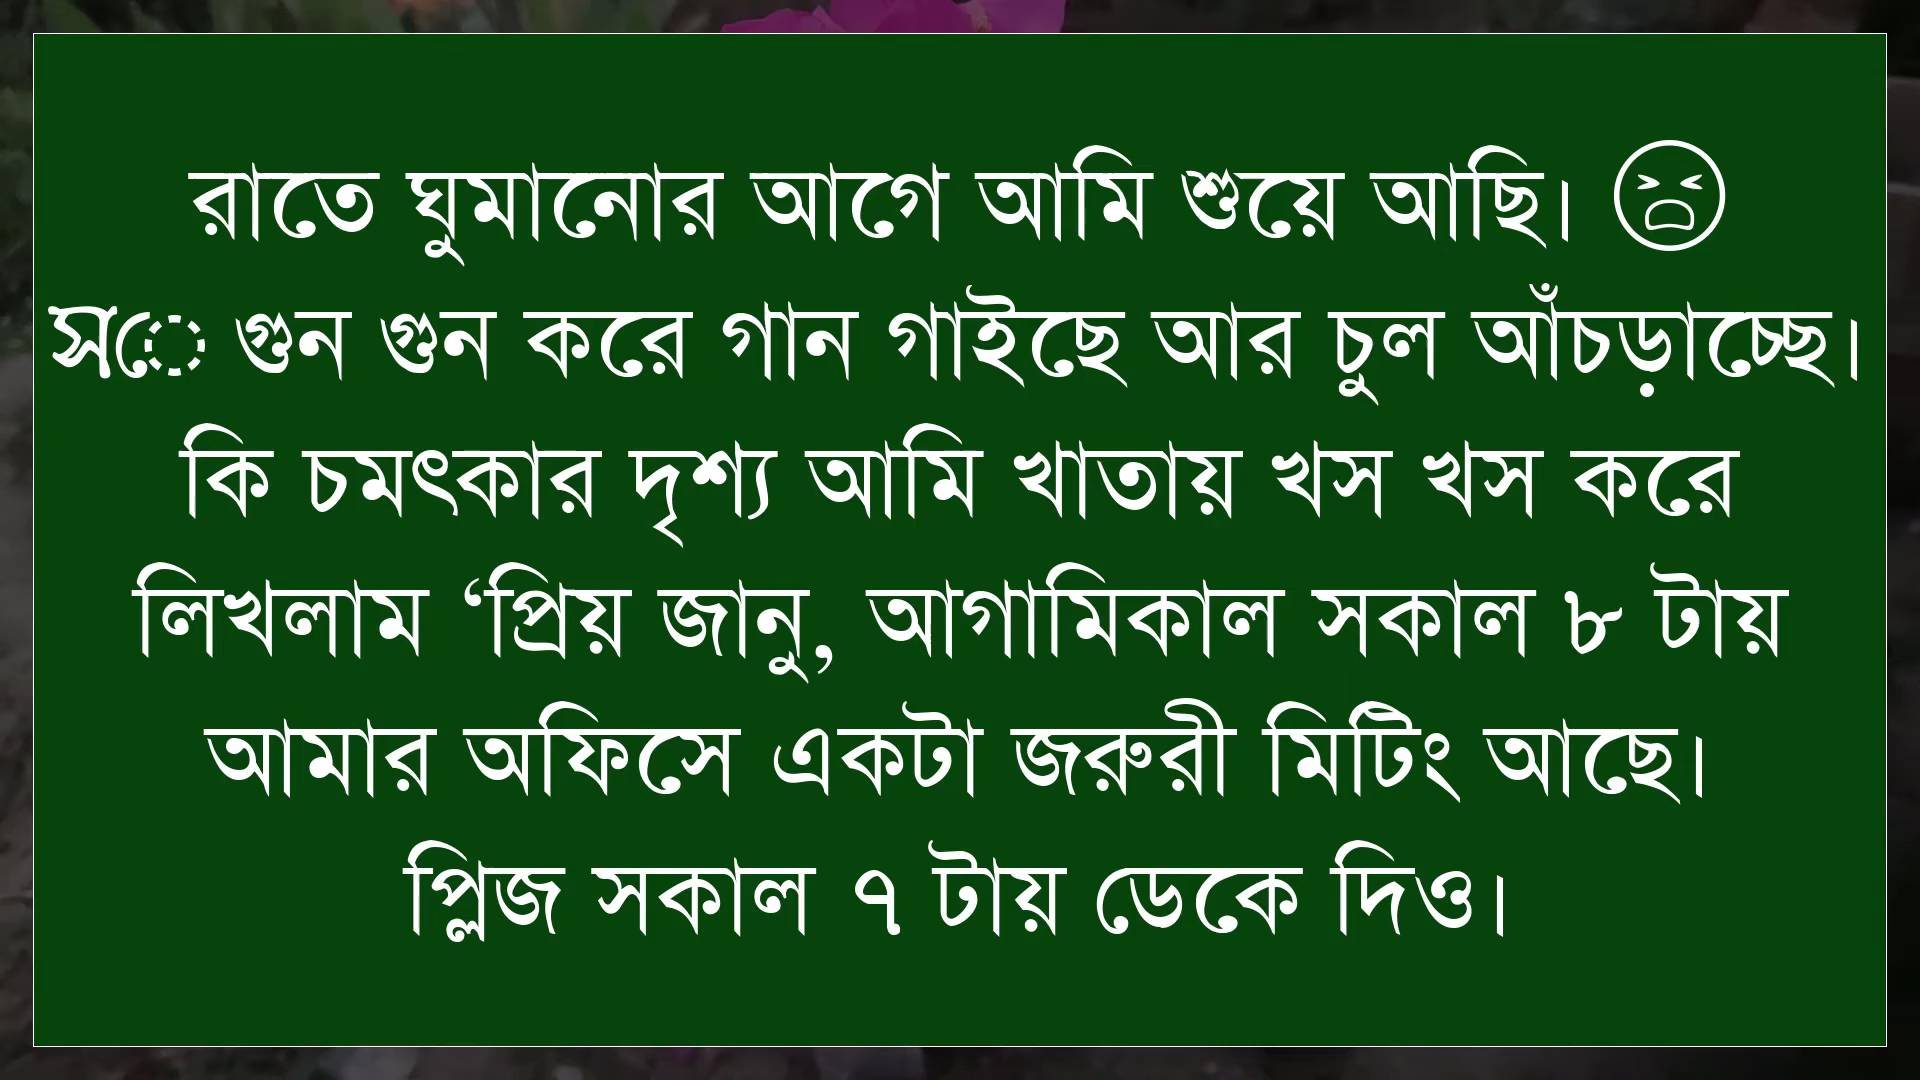 রাতে ঘুমানোর আগে আমি শুয়ে আছি। 😫
সে গুন গুন করে গান গাইছে আর চুল আঁচড়াচ্ছে।
কি চমৎকার দৃশ্য আমি খাতায় খস খস করে
লিখলাম ‘প্রিয় জানু, আগামিকাল সকাল ৮ টায়
আমার অফিসে একটা জরুরী মিটিং আছে।
প্লিজ সকাল ৭ টায় ডেকে দিও।